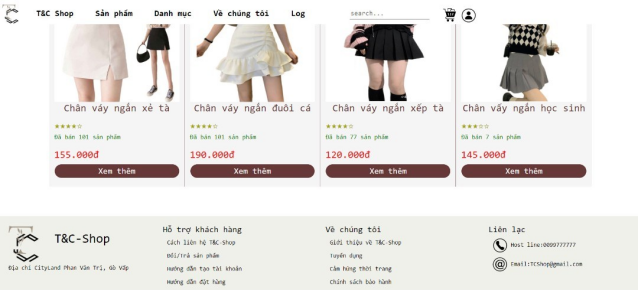 T&C Shop Sản phẩm Danh mục Về chúng tôi Log search...
Chân váy ngắn xẻ tà Chân váy ngắn đuôi cá Chân váy ngắn xếp tà Chân vấy ngắn học sinh
Đã bán 101 sản phẩm Đã bán 101 sản phẩm Đã bán 77 sản phẩm Đã bán 7 sản phẩm
155.000đ 190.000đ 120.000đ 145.000đ
Xem thêm Xem thêm Xem thêm Xem thêm
T&C-Shop
Địa chỉ CityLand Phan Văn Trị, Gò Vấp
Hỗ trợ khách hàng
Cách liên hệ T&C-Shop
Đổi/Trả sản phẩm
Hướng dẫn tạo tài khoản
Hướng dẫn đặt hàng
Về chúng tôi
Giới thiệu về T&C-Shop
Tuyển dụng
Cảm hứng thời trang
Chính sách bảo hành
Liên lạc
Host line:0099777777
Email:TCShop@gmail.com